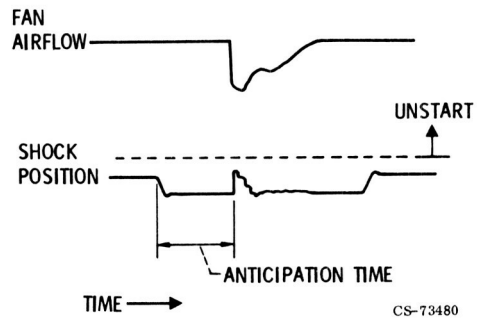 FAN
AIRFLOW
UNSTART
SHOCK
POSITION
ANTICIPATION TIME
TIME
CS-73480